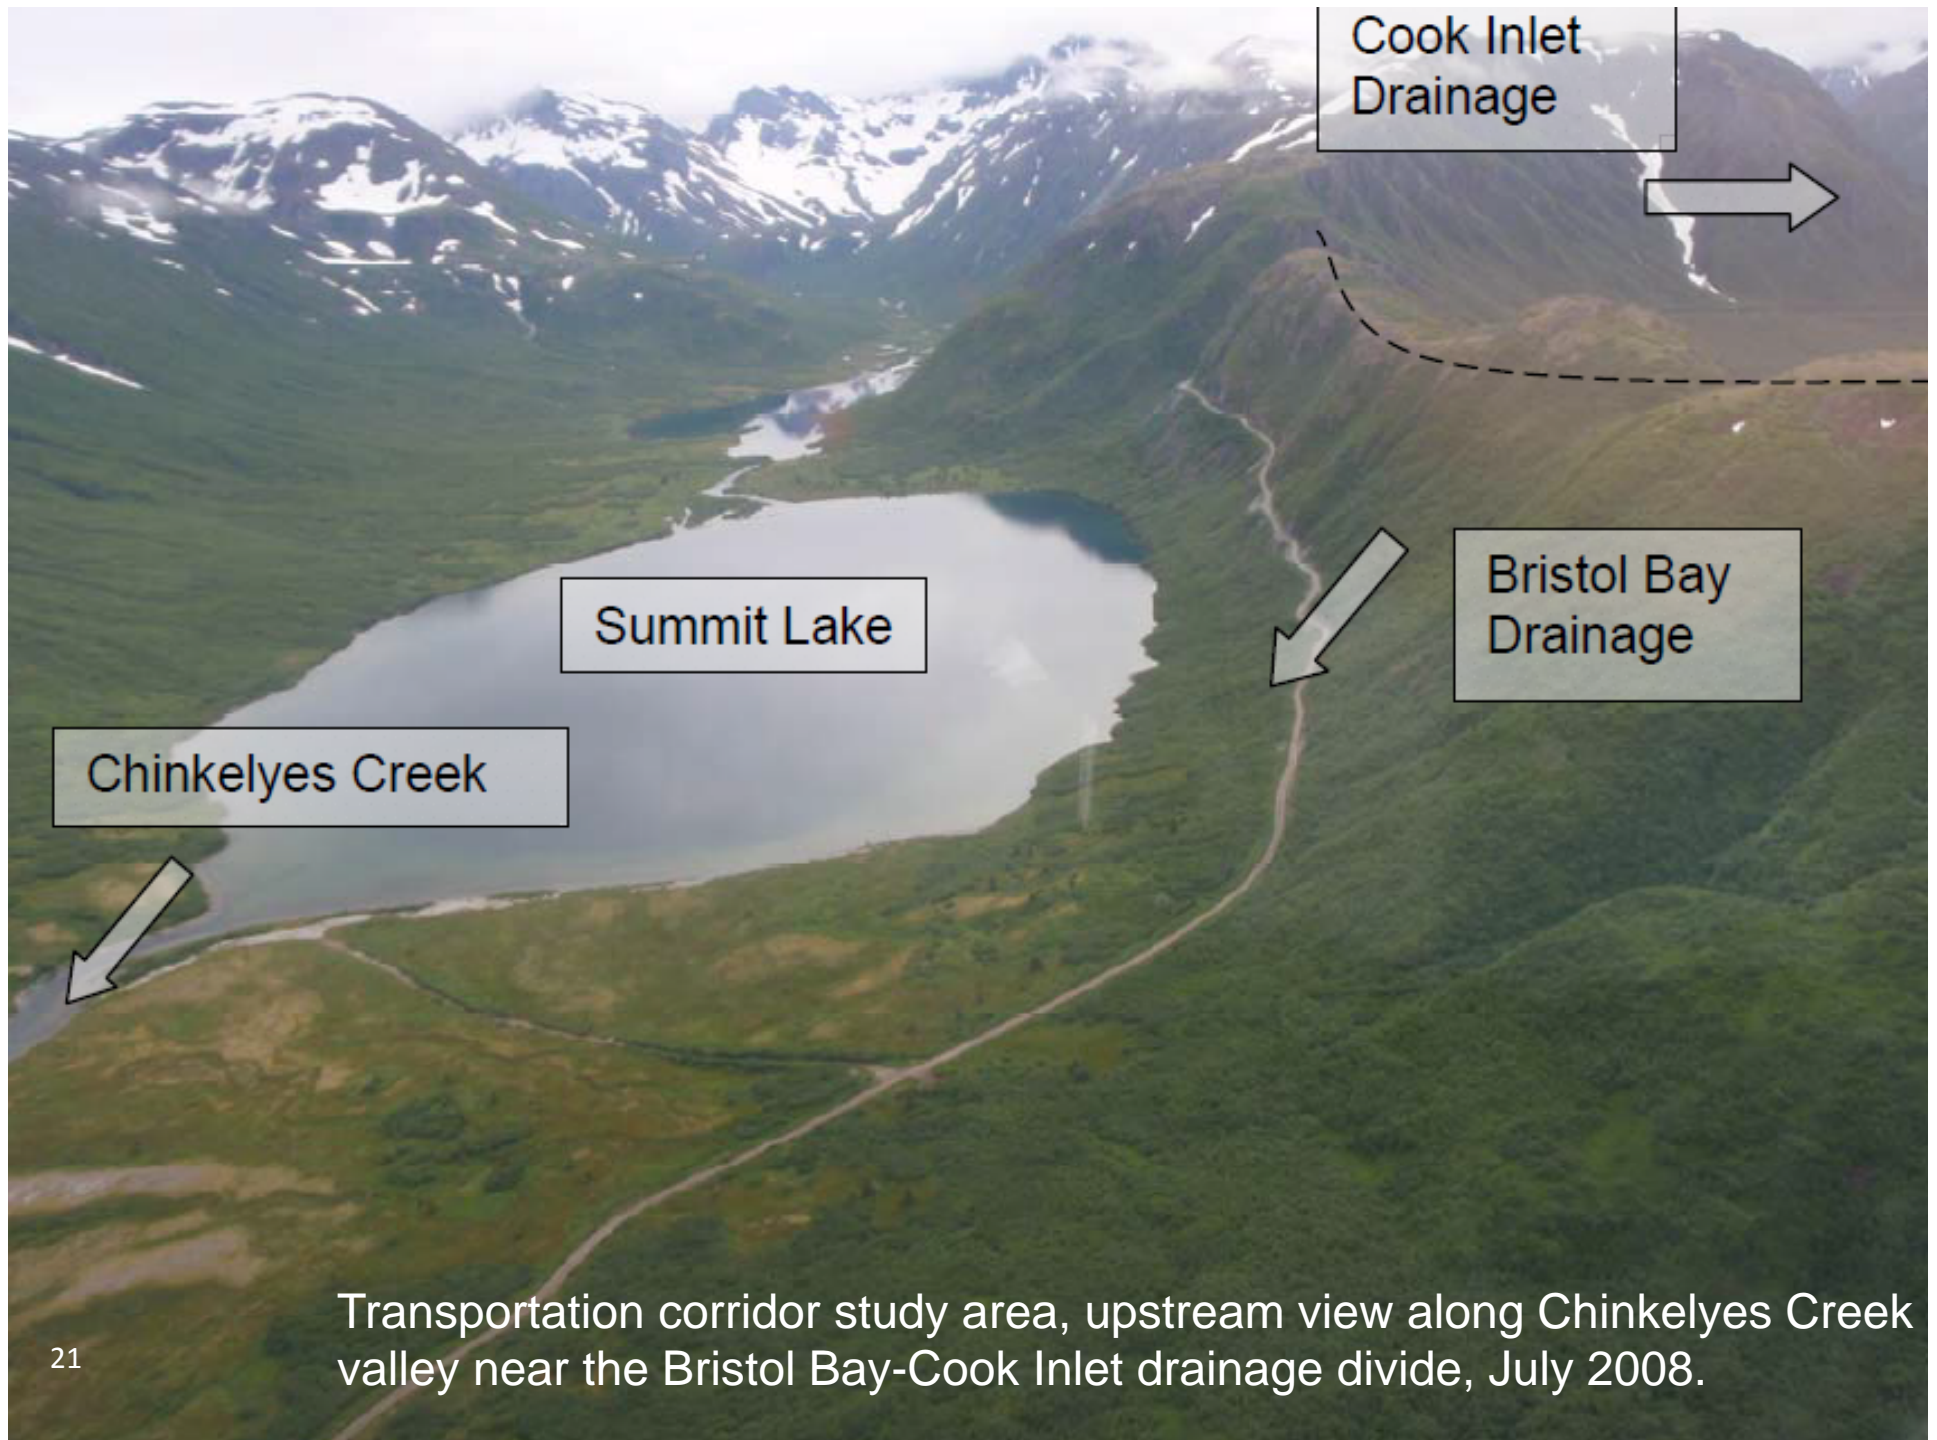 Cook Inlet
Drainage
Bristol Bay
Drainage
Summit Lake
Chinkelyes Creek
Transportation corridor study area, upstream view along Chinkelyes Creek
valley near the Bristol Bay-Cook Inlet drainage divide, July 2008.
21